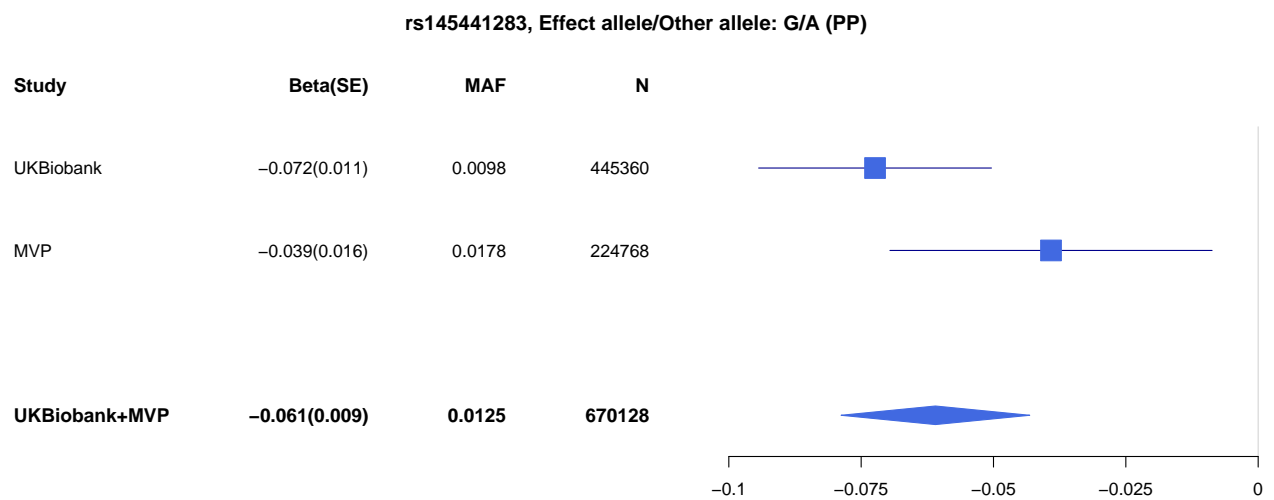 rs145441283, Effect allele/Other allele: G/A (PP)
Study Beta(SE) MAF N
UKBiobank −0.072(0.011) 0.0098 445360
MVP −0.039(0.016) 0.0178 224768
UKBiobank+MVP −0.061(0.009) 0.0125 670128
−0.1 −0.075 −0.05 −0.025 0